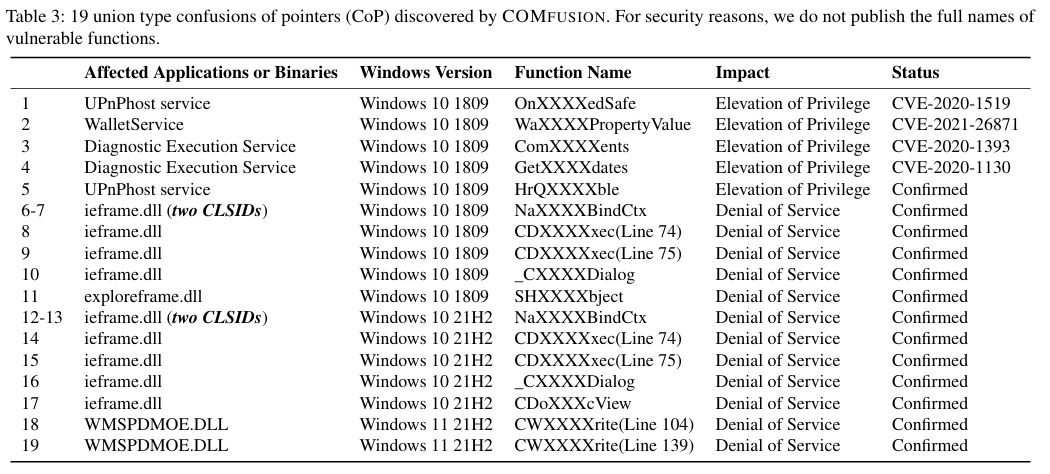 Table 3: 19 union type confusions of pointers (CoP) discovered by COMFUSION. For security reasons, we do not publish the full names of
vulnerable functions.
Affected Applications or Binaries Windows Version Function Name Impact Status
1 UPnPhost service Windows 10 1809 OnXXXXedSafe Elevation of Privilege CVE-2020-1519
2 WalletService Windows 10 1809 WaXXXXPropertyValue Elevation of Privilege CVE-2021-26871
3 Diagnostic Execution Service Windows 10 1809 ComXXXXents Elevation of Privilege CVE-2020-1393
4 Diagnostic Execution Service Windows 10 1809 GetXXXXdates Elevation of Privilege CVE-2020-1130
5 UPnPhost service Windows 10 1809 HrQXXXXble Elevation of Privilege Confirmed
6-7 ieframe.dll (two CLSIDs) Windows 10 1809 NaXXXXBindCtx Denial of Service Confirmed
8 ieframe.dll Windows 10 1809 CDXXXXxec(Line 74) Denial of Service Confirmed
9 ieframe.dll Windows 10 1809 CDXXXXxec(Line 75) Denial of Service Confirmed
10 ieframe.dll Windows 10 1809 _CXXXXDialog Denial of Service Confirmed
11 exploreframe.dll Windows 10 1809 SHXXXXbject Denial of Service Confirmed
12-13 ieframe.dll (two CLSIDs) Windows 10 21H2 NaXXXXBindCtx Denial of Service Confirmed
14 ieframe.dll Windows 10 21H2 CDXXXXxec(Line 74) Denial of Service Confirmed
15 ieframe.dll Windows 10 21H2 CDXXXXxec(Line 75) Denial of Service Confirmed
16 ieframe.dll Windows 10 21H2 _CXXXXDialog Denial of Service Confirmed
17 ieframe.dll Windows 10 21H2 CDoXXXcView Denial of Service Confirmed
18 WMSPDMOE.DLL Windows 11 21H2 CWXXXXrite(Line 104) Denial of Service Confirmed
19 WMSPDMOE.DLL Windows 11 21H2 CWXXXXrite(Line 139) Denial of Service Confirmed